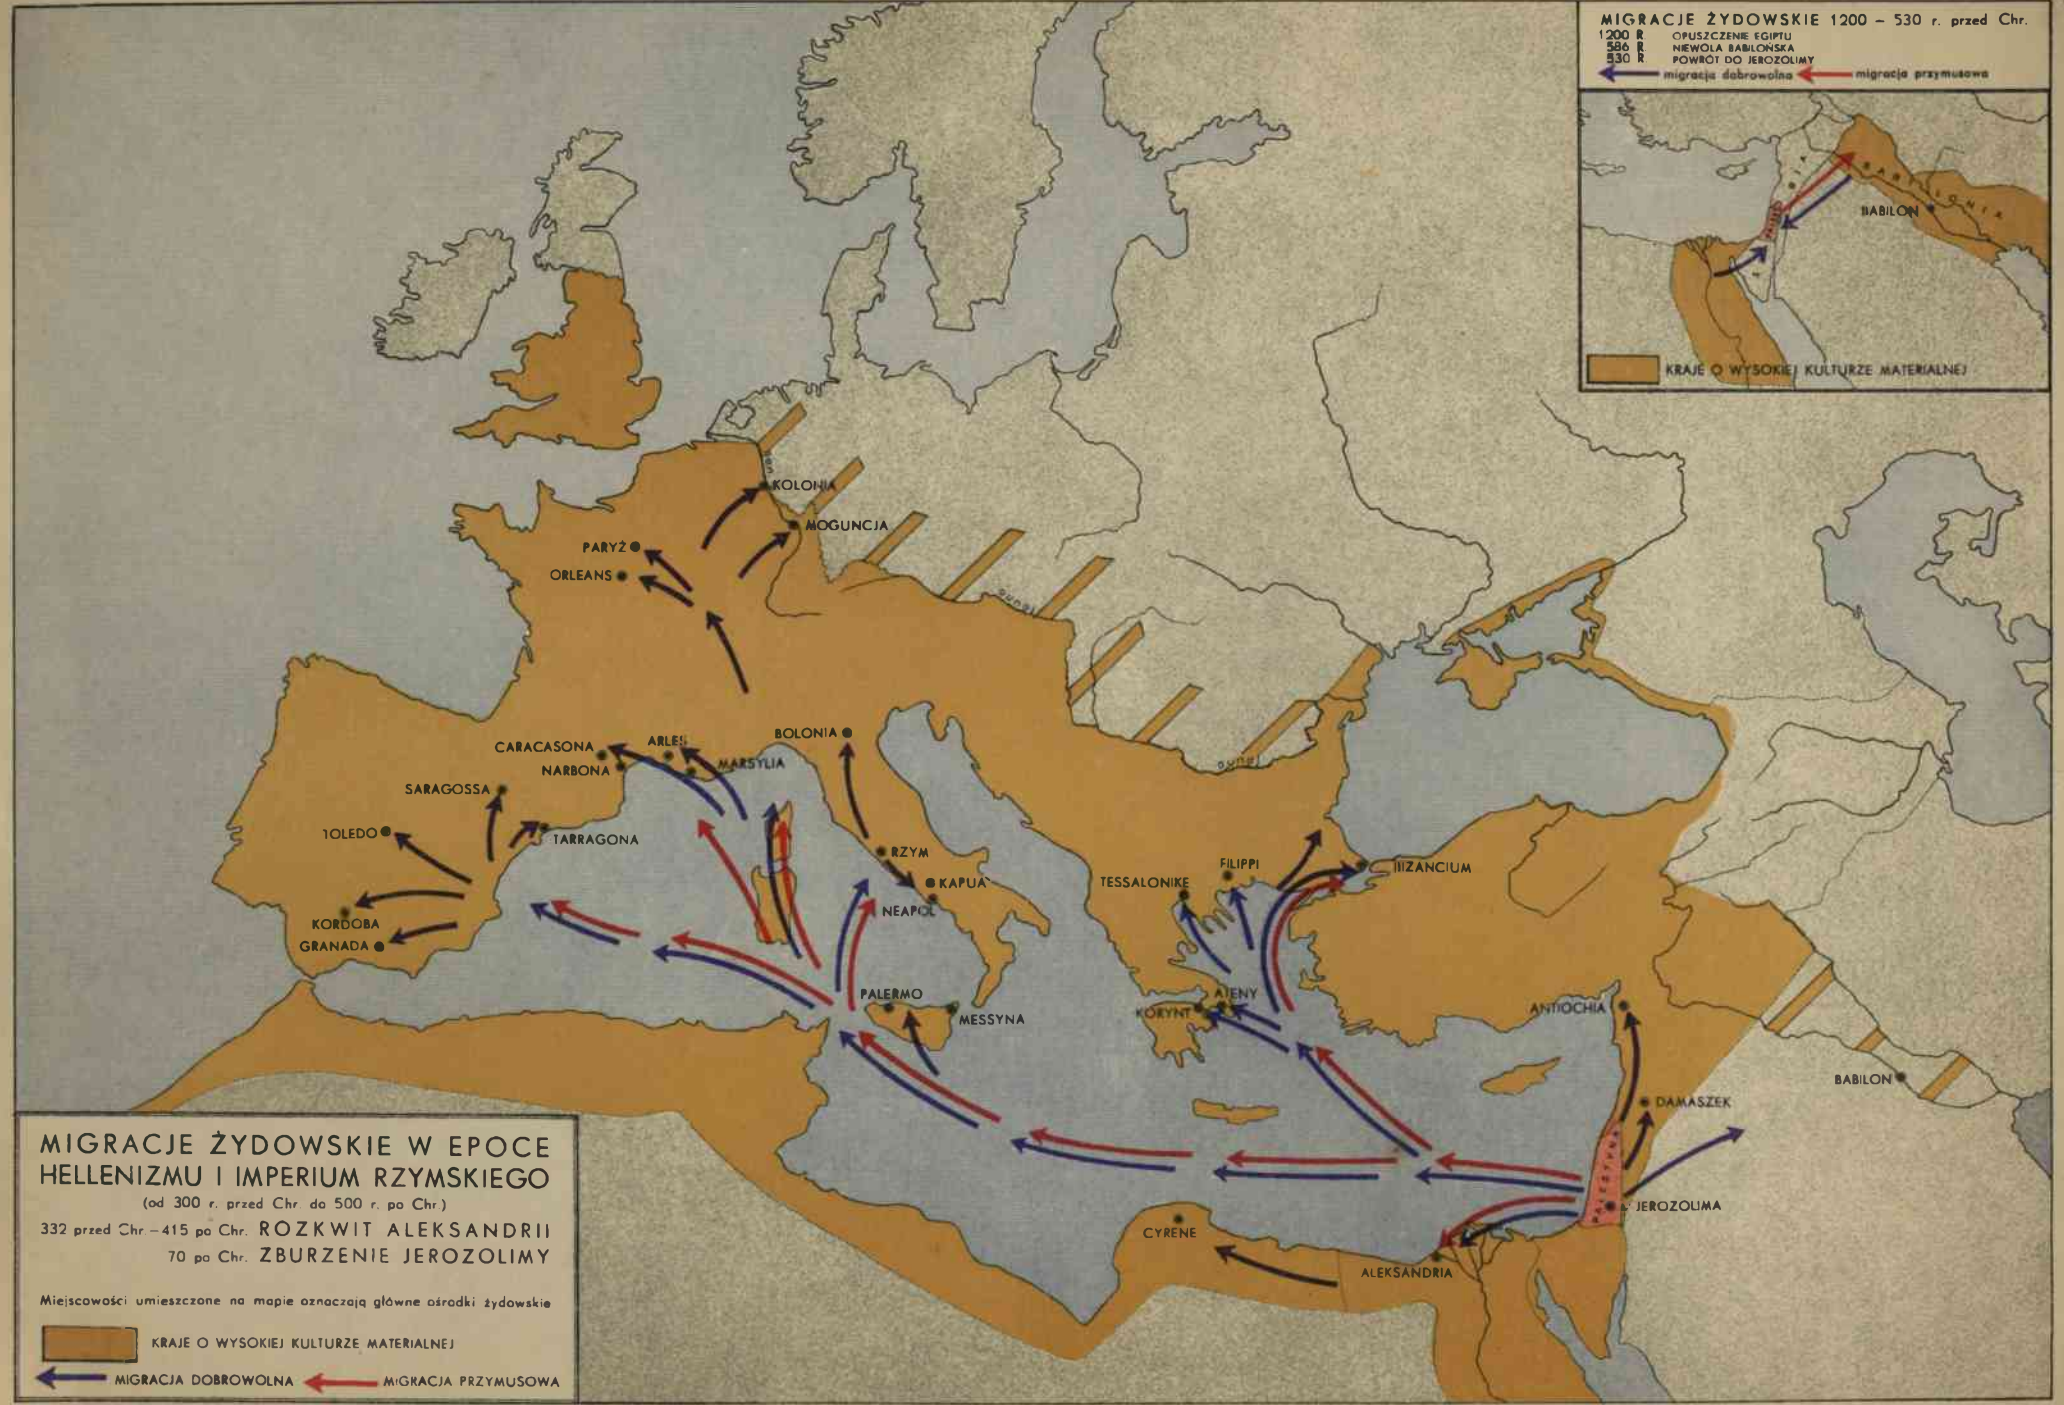 MIGRACJE ŻYDOWSKIE 1200 – 530 r. przed Chr.
1200 R OPUSZCZENIE EGIPTU
586 R NIEWOLA BABILOŃSKA
530 R POWRÓT DO JEROZOLIMY
migracja dobrowolna migracja przymusowa
BABILONIA
BABILON
KRAJE O WYSOKIEJ KULTURZE MATERIALNEJ
KOLONIA
MOGUNCJA
PARYŻ
ORLEANS
DUNAJ
BOLONIA
CARACASONA
ARLES
NARBONA
MARSYLIA
SARAGOSSA
TOLEDO
TARRAGONA
RZYM
KAPUA
NEAPOL
KORDOBA
GRANADA
FILIPPI
TESSALONIKE
BIZANCIUM
PALERMO
MESSYNA
ATENY
KORYNT
ANTIOCHIA
BABILON
DAMASZEK
PALESTYNA
JEROZOLIMA
CYRENE
ALEKSANDRIA
DUNAJ
MIGRACJE ŻYDOWSKIE W EPOCE
HELLENIZMU I IMPERIUM RZYMSKIEGO
(od 300 r. przed Chr do 500 r. po Chr.)
332 przed Chr.–415 po Chr. ROZKWIT ALEKSANDRII
70 po Chr. ZBURZENIE JEROZOLIMY
Miejscowości umieszczone na mapie oznaczają główne ośrodki żydowskie
KRAJE O WYSOKIEJ KULTURZE MATERIALNEJ
MIGRACJA DOBROWOLNA MIGRACJA PRZYMUSOWA